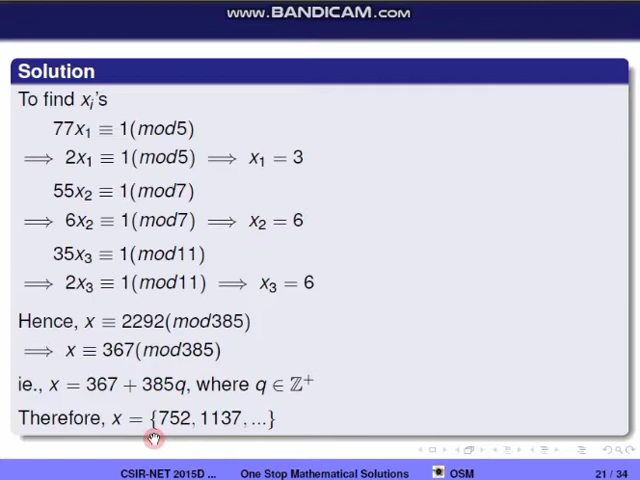 www.BANDICAM.com
Solution
To find xᵢ's
77x₁ ≡ 1(mod5)
⟹ 2x₁ ≡ 1(mod5) ⟹ x₁ = 3
55x₂ ≡ 1(mod7)
⟹ 6x₂ ≡ 1(mod7) ⟹ x₂ = 6
35x₃ ≡ 1(mod11)
⟹ 2x₃ ≡ 1(mod11) ⟹ x₃ = 6
Hence, x ≡ 2292(mod385)
⟹ x ≡ 367(mod385)
ie., x = 367 + 385q, where q ∈ ℤ⁺
Therefore, x = {752, 1137, ...}
CSIR-NET 2015D ... One Stop Mathematical Solutions OSM 21 / 34